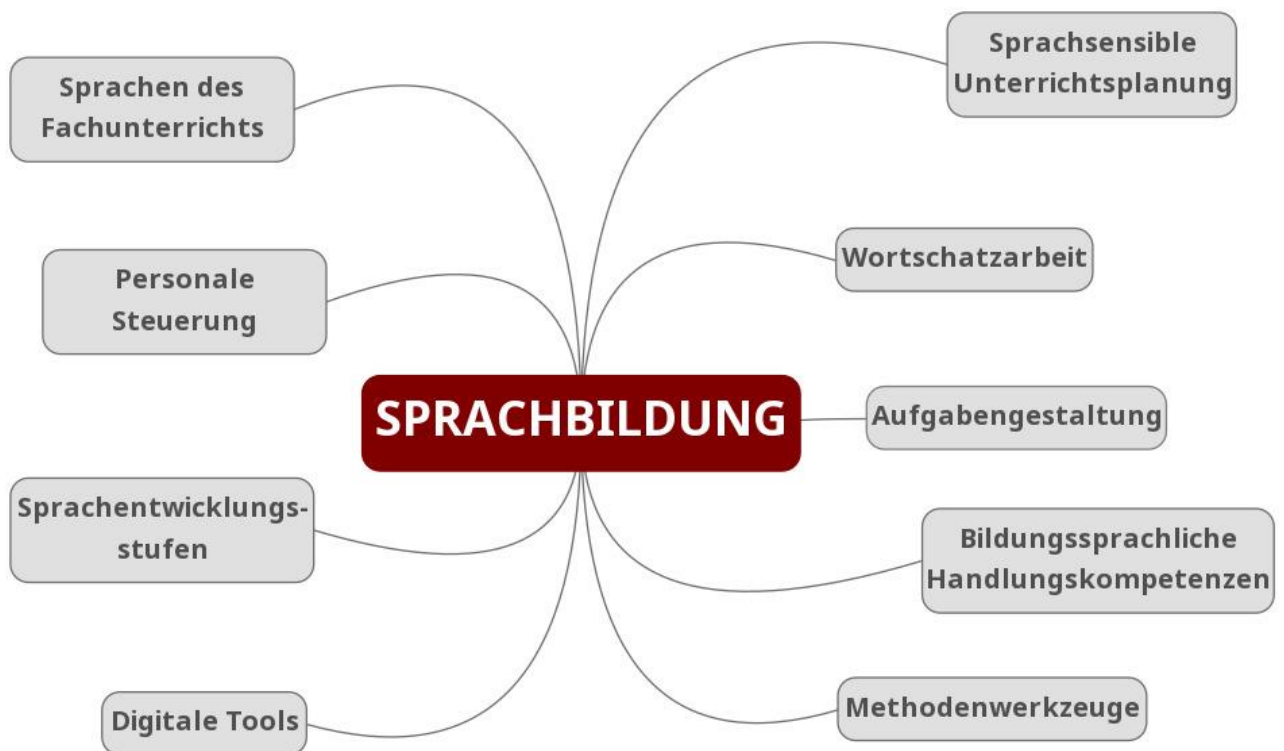 Sprachen des
Fachunterrichts
Personale
Steuerung
Sprachentwicklungs-
stufen
Digitale Tools
SPRACHBILDUNG
Sprachsensible
Unterrichtsplanung
Wortschatzarbeit
Aufgabengestaltung
Bildungssprachliche
Handlungskompetenzen
Methodenwerkzeuge